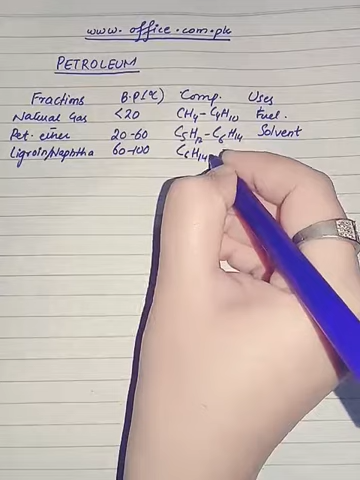 www.office.com.pk
PETROLEUM
Fractions B.P(°C) Comp. Uses
Natural Gas <20 CH4-C4H10 Fuel.
Pet. ether 20-60 C5H12-C6H14 Solvent
Ligroin/Naphtha 60-100 C6H14